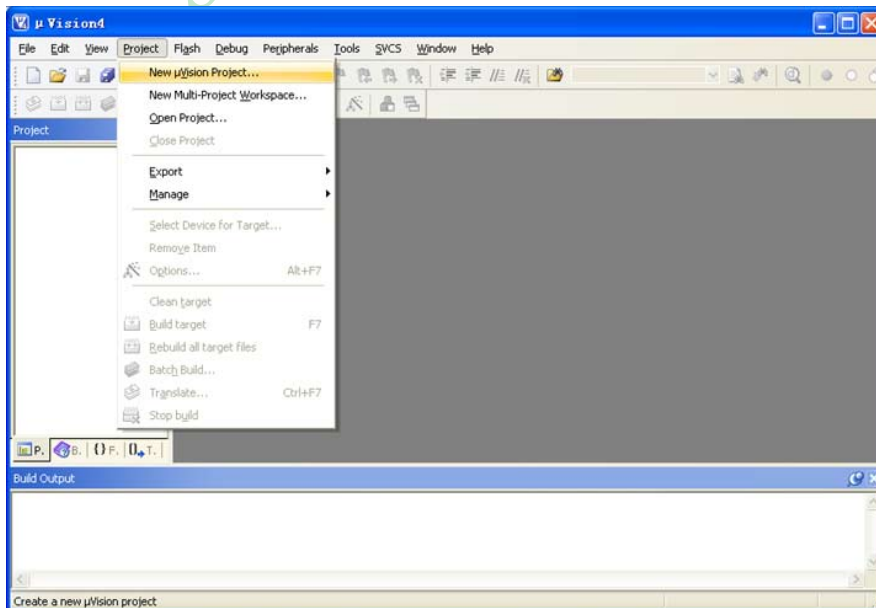 µ Vision4
File Edit View Project Flash Debug Peripherals Tools SVCS Window Help
New µVision Project...
New Multi-Project Workspace...
Open Project...
Close Project
Export
Manage
Select Device for Target...
Remove Item
Options... Alt+F7
Clean target
Build target F7
Rebuild all target files
Batch Build...
Translate... Ctrl+F7
Stop build
Project
P. B. {} F. 0 T.
Build Output
Create a new µVision project